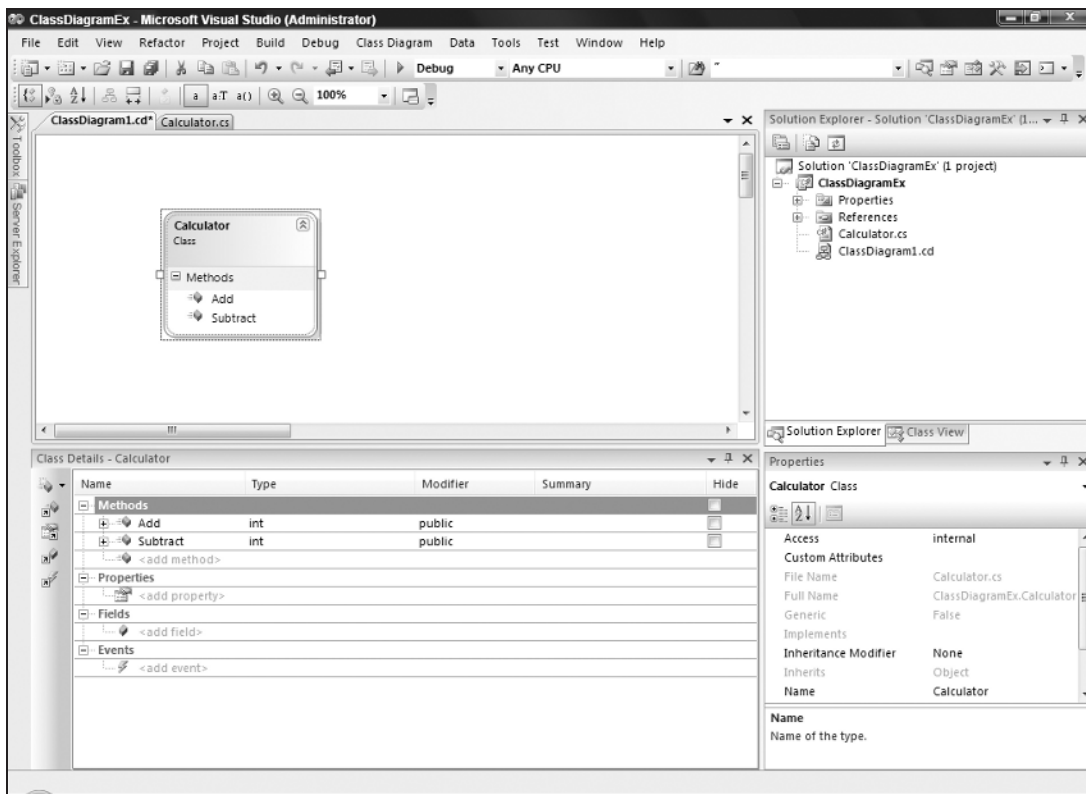 ClassDiagramEx - Microsoft Visual Studio (Administrator)
File Edit View Refactor Project Build Debug Class Diagram Data Tools Test Window Help
Debug Any CPU
a a:T a() 100%
ClassDiagram1.cd* Calculator.cs
Toolbox
Server Explorer
Calculator
Class
Methods
Add
Subtract
Solution Explorer - Solution 'ClassDiagramEx' (1...
Solution 'ClassDiagramEx' (1 project)
ClassDiagramEx
Properties
References
Calculator.cs
ClassDiagram1.cd
Solution Explorer Class View
Class Details - Calculator
Name Type Modifier Summary Hide
Methods
Add int public
Subtract int public
<add method>
Properties
<add property>
Fields
<add field>
Events
<add event>
Properties
Calculator Class
Access internal
Custom Attributes
File Name Calculator.cs
Full Name ClassDiagramEx.Calculator
Generic False
Implements
Inheritance Modifier None
Inherits Object
Name Calculator
Name
Name of the type.